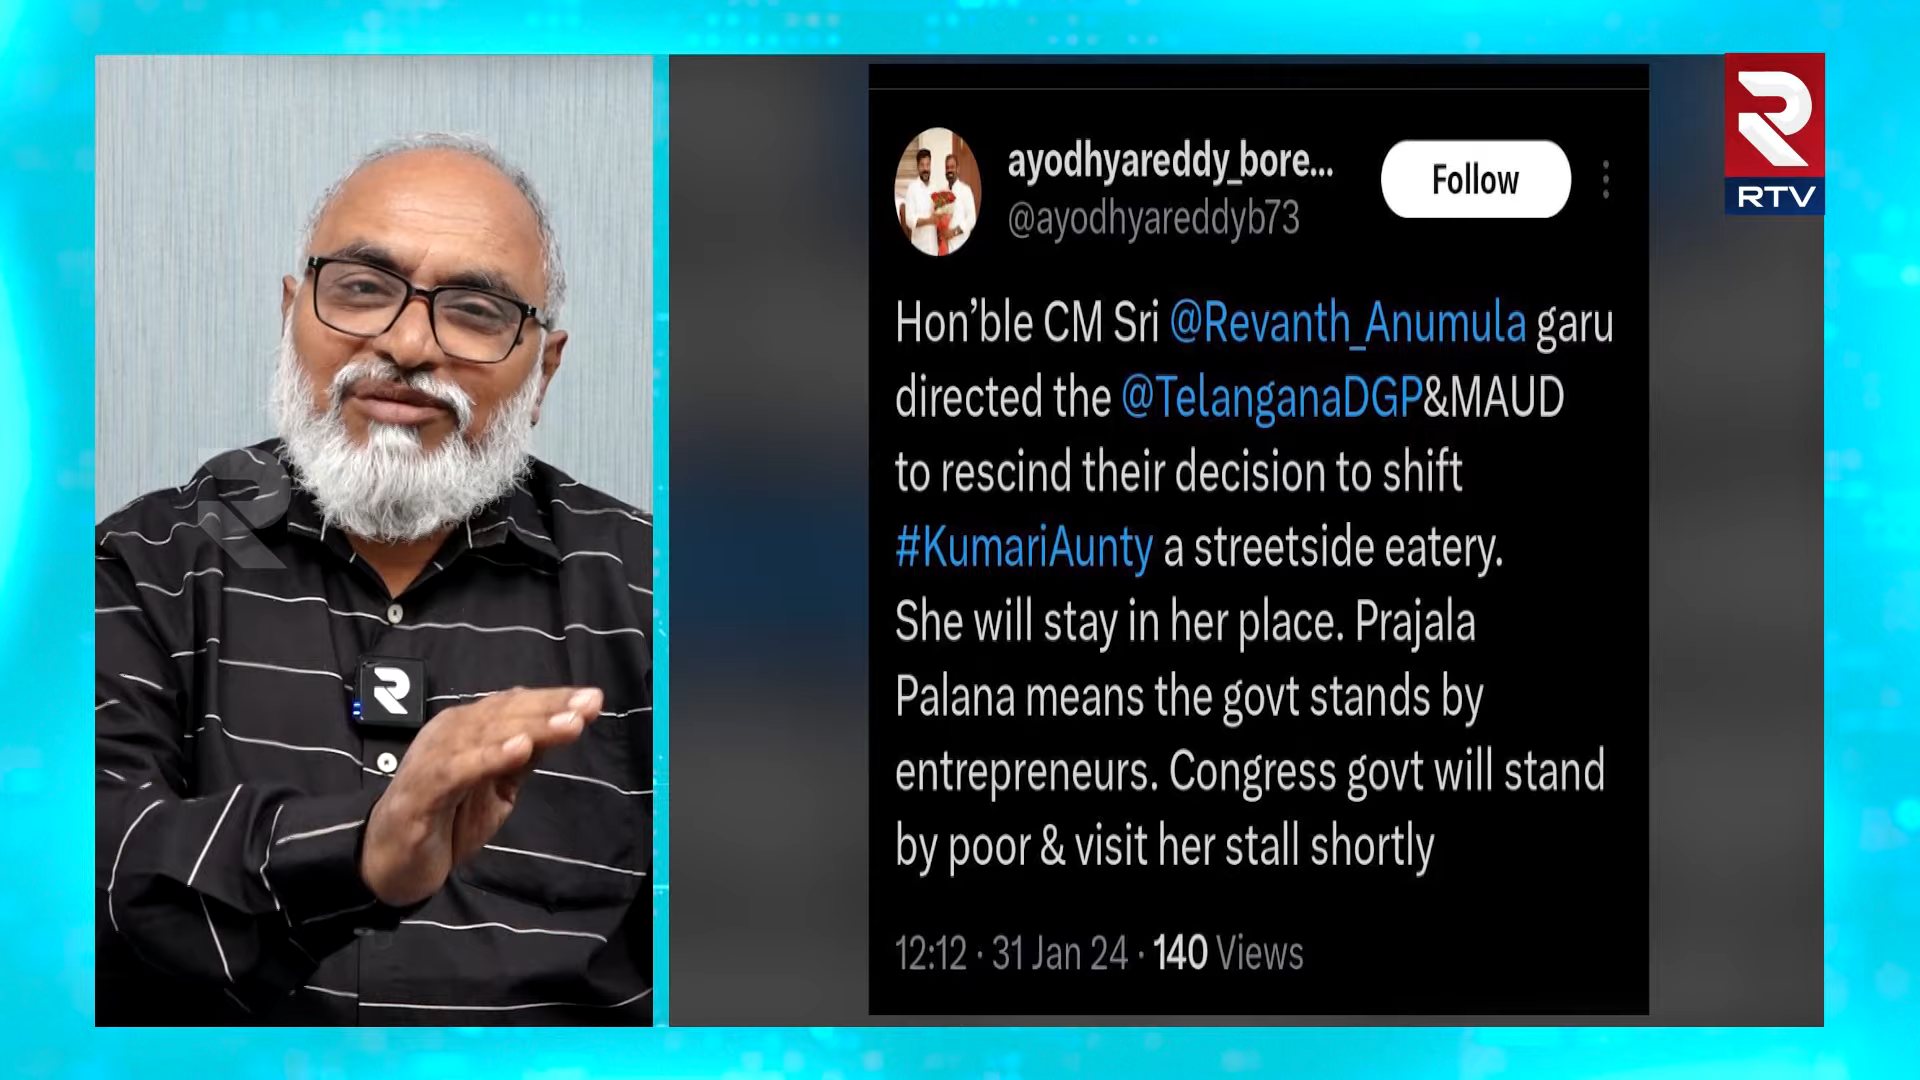 ayodhyareddy_bore...
@ayodhyareddyb73
Follow
Hon’ble CM Sri @Revanth_Anumula garu
directed the @TelanganaDGP&MAUD
to rescind their decision to shift
#KumariAunty a streetside eatery.
She will stay in her place. Prajala
Palana means the govt stands by
entrepreneurs. Congress govt will stand
by poor & visit her stall shortly
12:12 · 31 Jan 24 · 140 Views
RTV